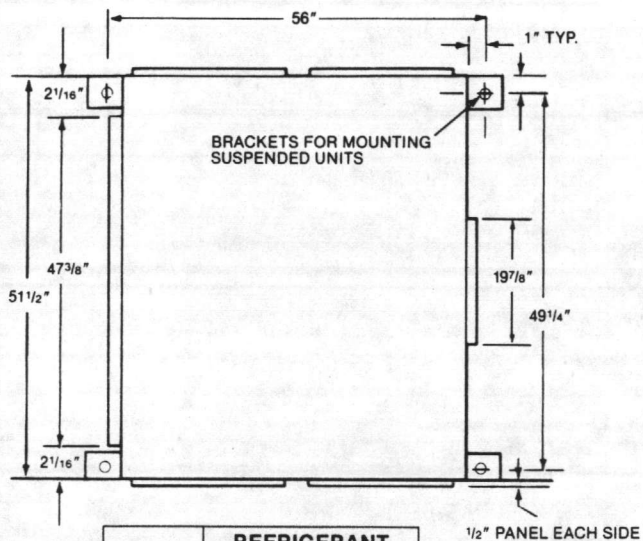 56"
1" TYP.
2 1/16"
BRACKETS FOR MOUNTING
SUSPENDED UNITS
47 3/8"
19 7/8"
51 1/2"
49 1/4"
2 1/16"
1/2" PANEL EACH SIDE
REFRIGERANT